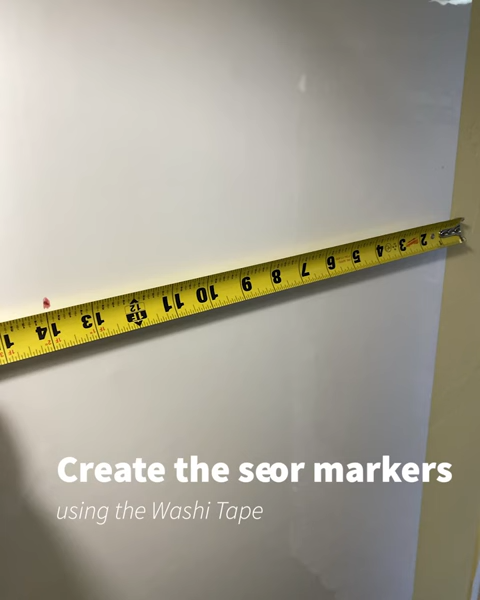 14 13 1F 12 11 10 9 8 7 6 5 4 3 2
Create the seor markers
using the Washi Tape